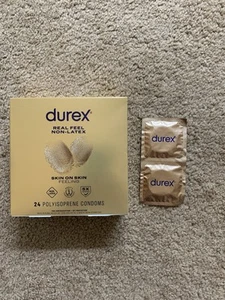 durex
REAL FEEL
NON-LATEX
SKIN ON SKIN
FEELING
24 POLYISOPRENE CONDOMS
durex
durex